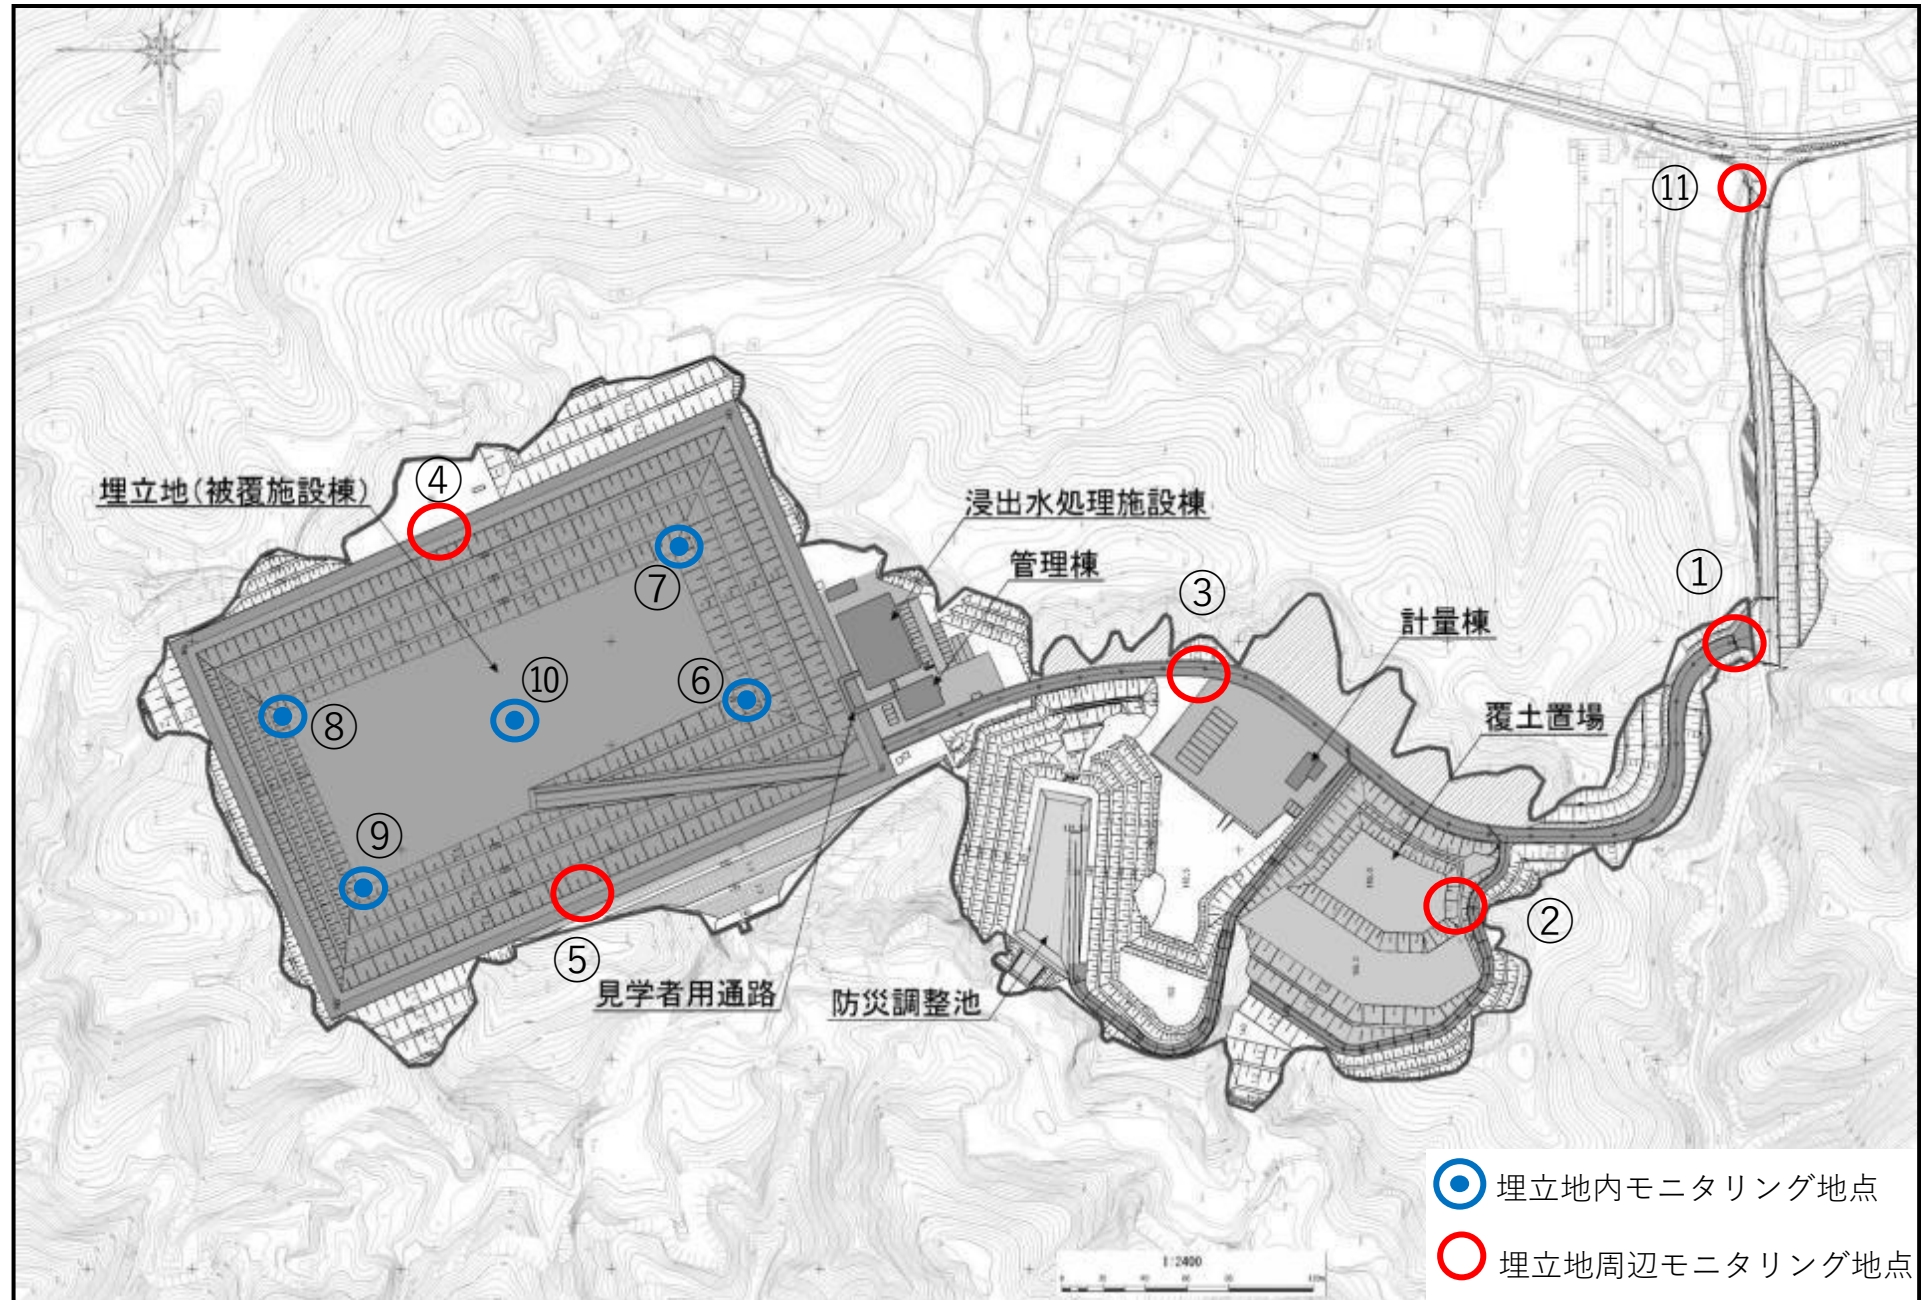 ⑪
埋立地(被覆施設棟)
④
浸出水処理施設棟
⑦
管理棟
③
①
計量棟
⑥
⑩
⑧
覆土置場
⑨
②
⑤
見学者用通路
防災調整池
埋立地内モニタリング地点
1:2400
埋立地周辺モニタリング地点